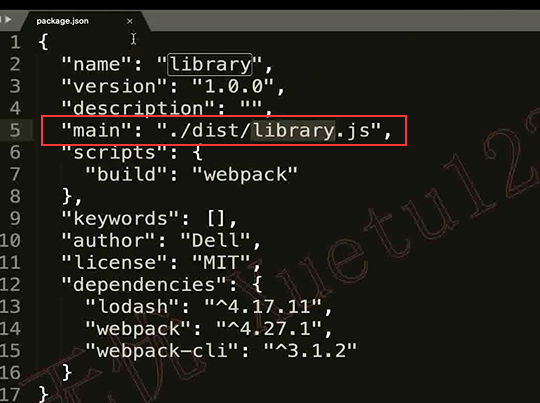 package.json ×
1 {
2 "name": "library",
3 "version": "1.0.0",
4 "description": "",
5 "main": "./dist/library.js",
6 "scripts": {
7 "build": "webpack"
8 },
9 "keywords": [],
10 "author": "Dell",
11 "license": "MIT",
12 "dependencies": {
13 "lodash": "^4.17.11",
14 "webpack": "^4.27.1",
15 "webpack-cli": "^3.1.2"
16 }
17 }